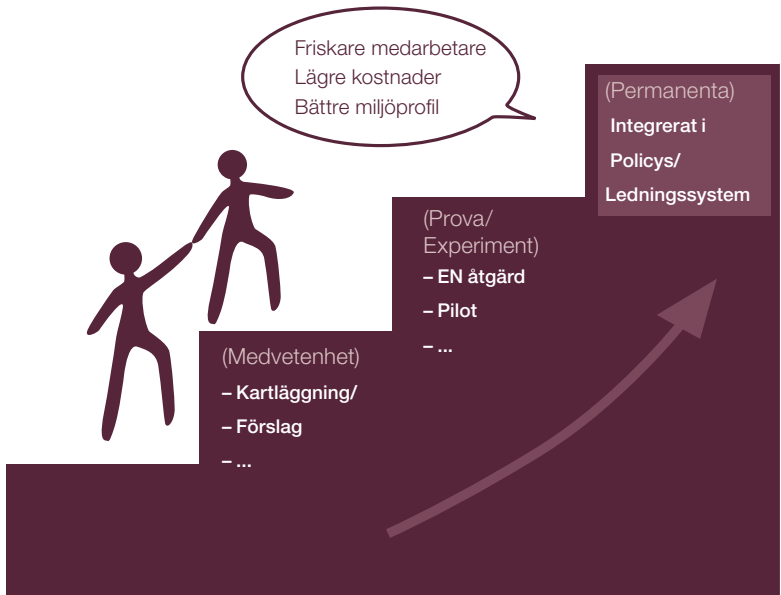 Friskare medarbetare
Lägre kostnader
Bättre miljöprofil
(Permanenta)
Integrerat i
Policys/
Ledningssystem
(Prova/
Experiment)
– EN åtgärd
– Pilot
– ...
(Medvetenhet)
– Kartläggning/
– Förslag
– ...